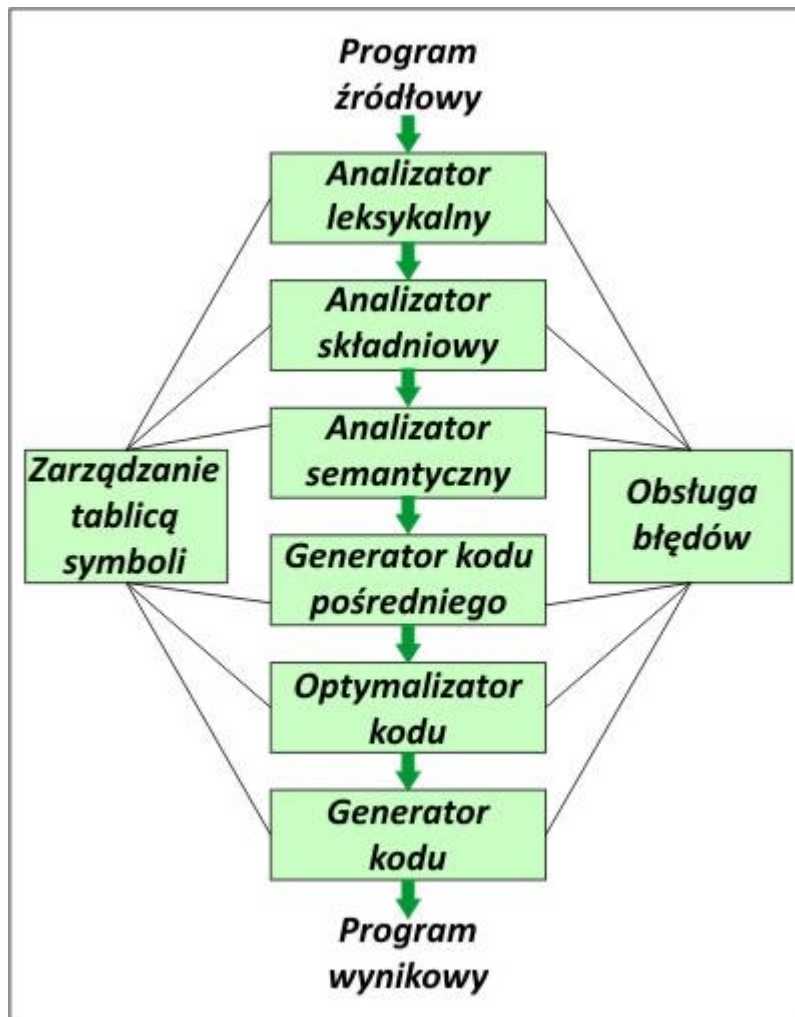 Program
źródłowy
Analizator
leksykalny
Analizator
składniowy
Analizator
semantyczny
Zarządzanie
tablicą
symboli
Obsługa
błędów
Generator kodu
pośredniego
Optymalizator
kodu
Generator
kodu
Program
wynikowy